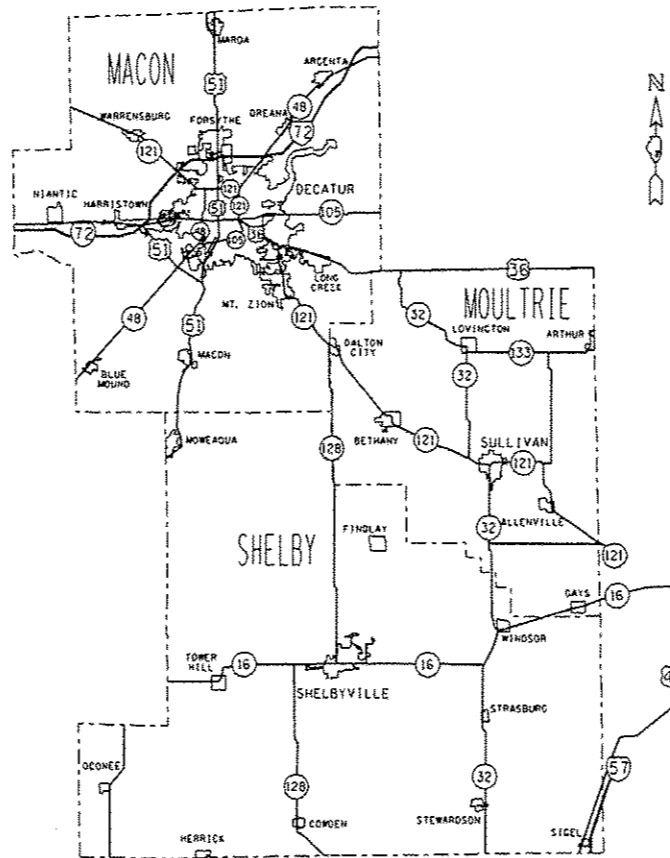 MAROA
MACON
ARGENTA
51
N
48
WARRENSBURG
FORSYTHE
OREANA
72
121
DECATUR
121
NIANTIC
HARRISTOWN
121
51
105
72
51
48
105
36
LONG
CREEK
36
MT. ZION
MOULTRIE
48
51
121
32
LOVINGTON
ARTHUR
133
DALTON
CITY
MACON
BLUE
MOUND
32
BETHANY
121
SULLIVAN
121
MOWEAQUA
128
32
ALLENVILLE
FINDLAY
SHELBY
121
16
GAYS
WINDSOR
TOWER
HILL
16
16
SHELBYVILLE
STRASBURG
57
OCONEE
128
32
COWDEN
STEWARDSON
HERRICK
SIGEL